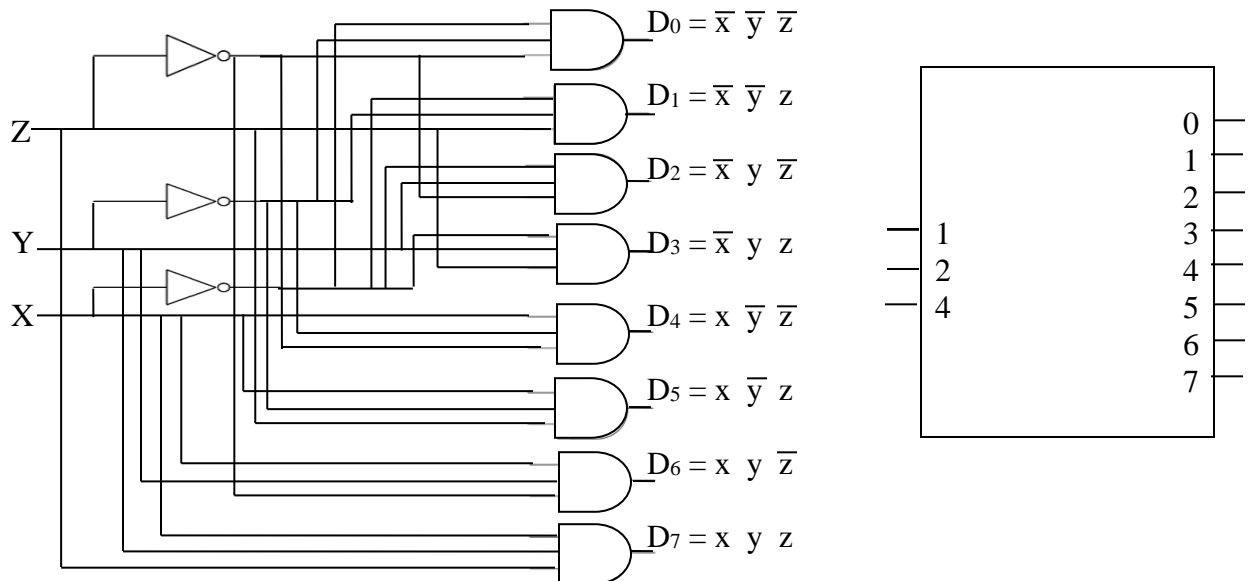 D₀ = x̅ y̅ z̅
D₁ = x̅ y̅ z
Z
D₂ = x̅ y z̅
Y
D₃ = x̅ y z
X
D₄ = x y̅ z̅
D₅ = x y̅ z
D₆ = x y z̅
D₇ = x y z
0
1
2
1 3
2 4
4 5
6
7